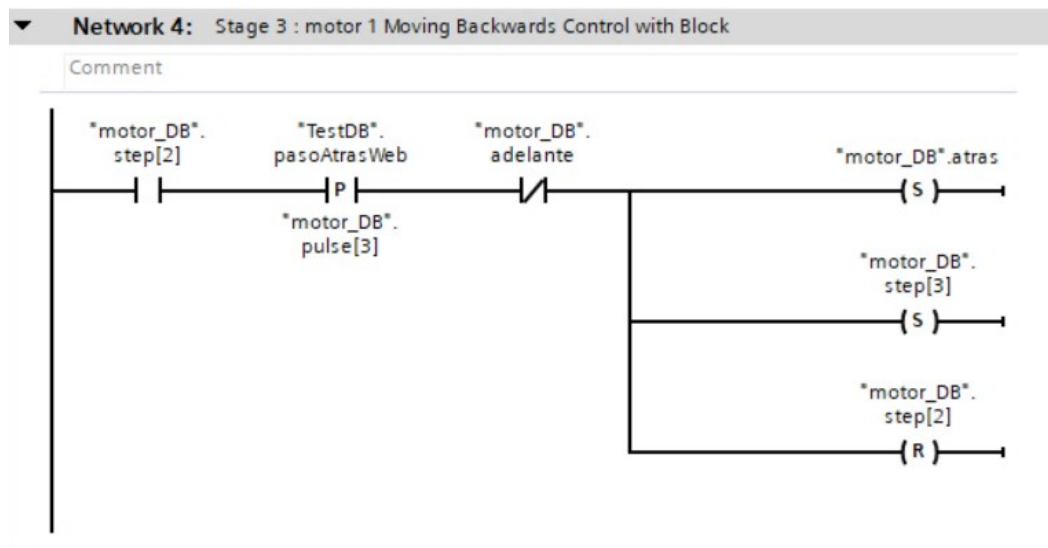 Network 4: Stage 3 : motor 1 Moving Backwards Control with Block
Comment
"motor_DB".
step[2]
"TestDB".
pasoAtrasWeb
"motor_DB".
adelante
"motor_DB".atras
P
S
"motor_DB".
pulse[3]
"motor_DB".
step[3]
S
"motor_DB".
step[2]
R